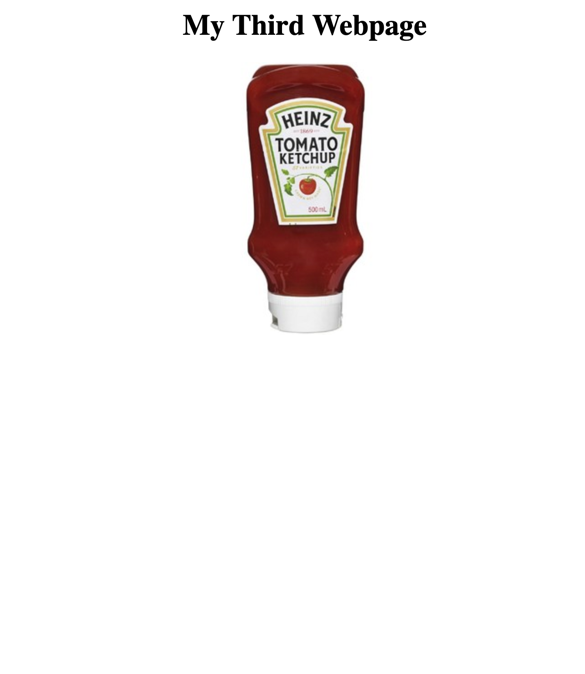 My Third Webpage
HEINZ
TOMATO
KETCHUP
500 mL